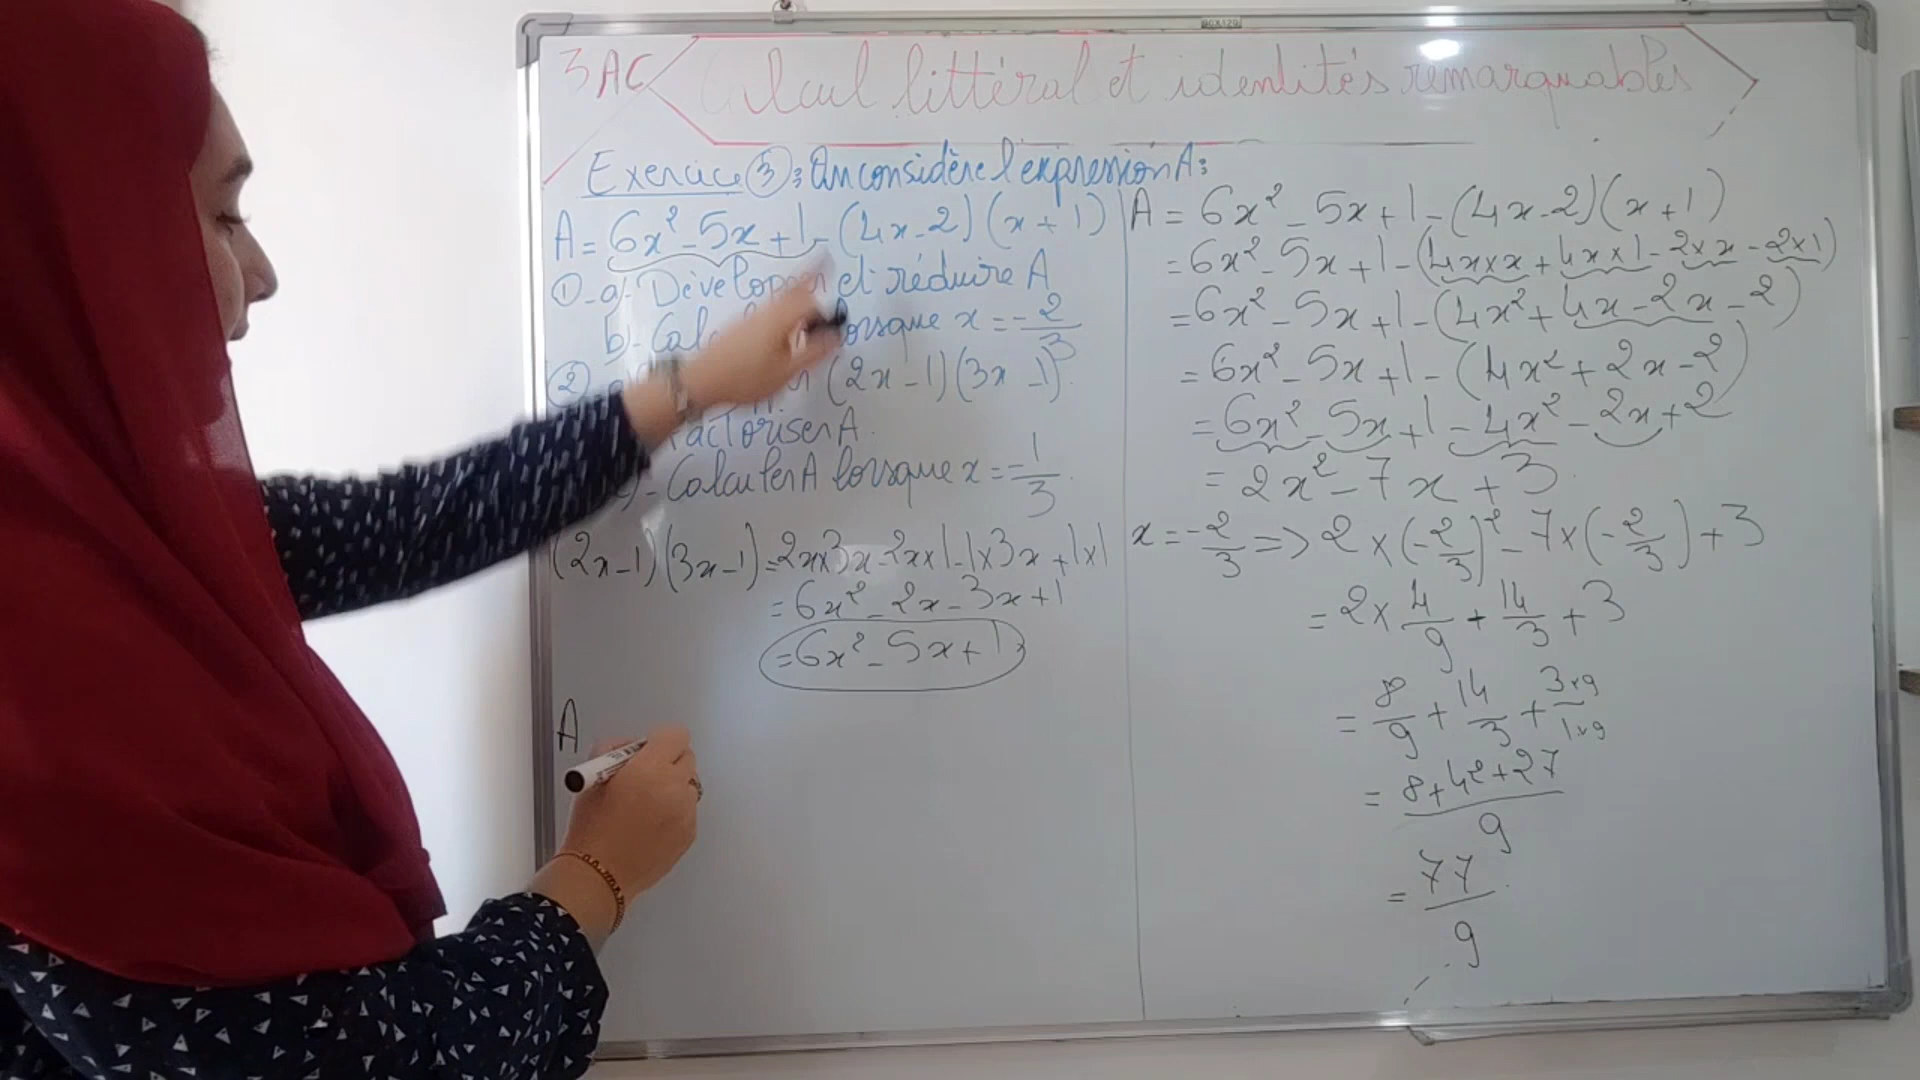 3AC Calcul littéral et identités remarquables
Exercice ③: On considère l'expression A:
A = 6x² - 5x + 1 - (4x - 2)(x + 1)
①-a)- Développer et réduire A
b)- Calc lorsque x = -2/3
② a (2x - 1)(3x - 1).
Factoriser A.
)- Calculer A lorsque x = -1/3
(2x-1)(3x-1) = 2x×3x - 2x×1 - 1×3x + 1×1
= 6x² - 2x - 3x + 1
= 6x² - 5x + 1
A
A = 6x² - 5x + 1 - (4x - 2)(x + 1)
= 6x² - 5x + 1 - (4x×x + 4x×1 - 2×x - 2×1)
= 6x² - 5x + 1 - (4x² + 4x - 2x - 2)
= 6x² - 5x + 1 - (4x² + 2x - 2)
= 6x² - 5x + 1 - 4x² - 2x + 2
= 2x² - 7x + 3
x = -2/3 => 2×(-2/3)² - 7×(-2/3) + 3
= 2× 4/9 + 14/3 + 3
= 8/9 + 14/3 + 3×9/1×9
= 8+42+27/9
= 77/9